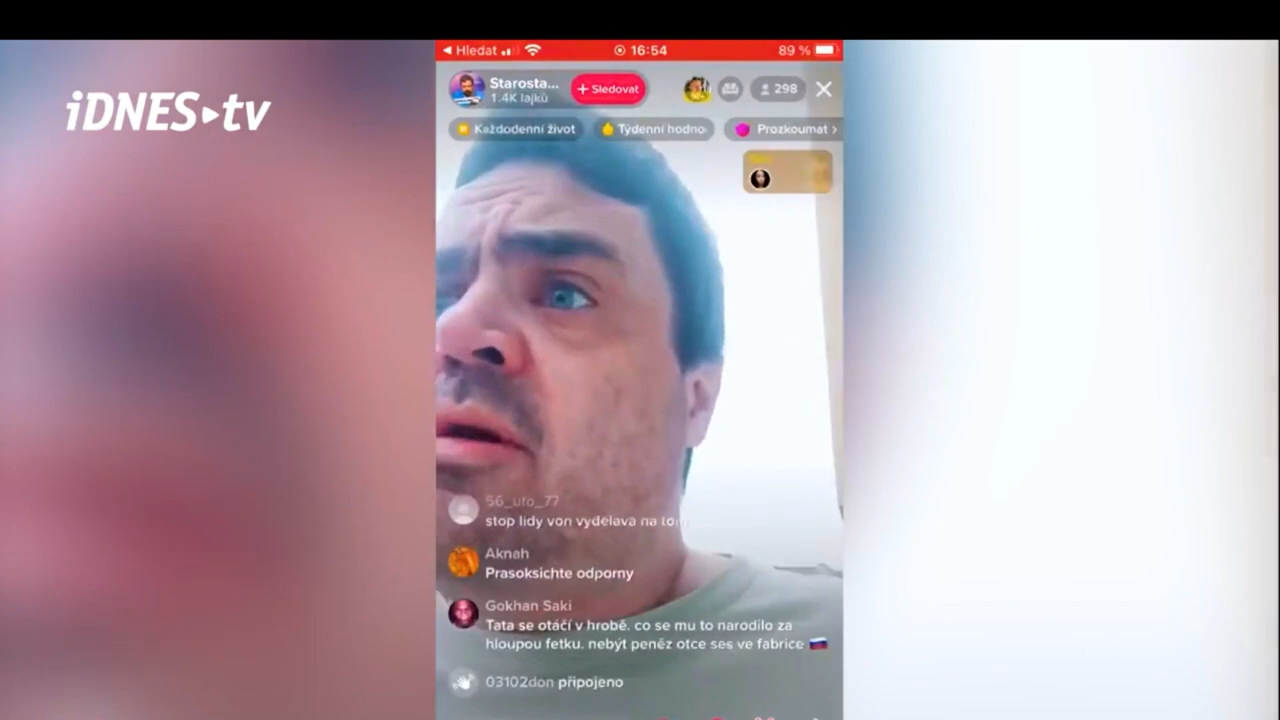 iDNES tv
Hledat
16:54
89 %
Starosta...
1.4K lajků
+ Sledovat
298
Každodenní život
Týdenní hodno
Prozkoumat ›
56_ufo_77
stop lidy von vydelava na tom
Aknah
Prasoksichte odporny
Gokhan Saki
Tata se otáčí v hrobě. co se mu to narodilo za
hloupou fetku. nebýt peněz otce ses ve fabrice
03102don připojeno